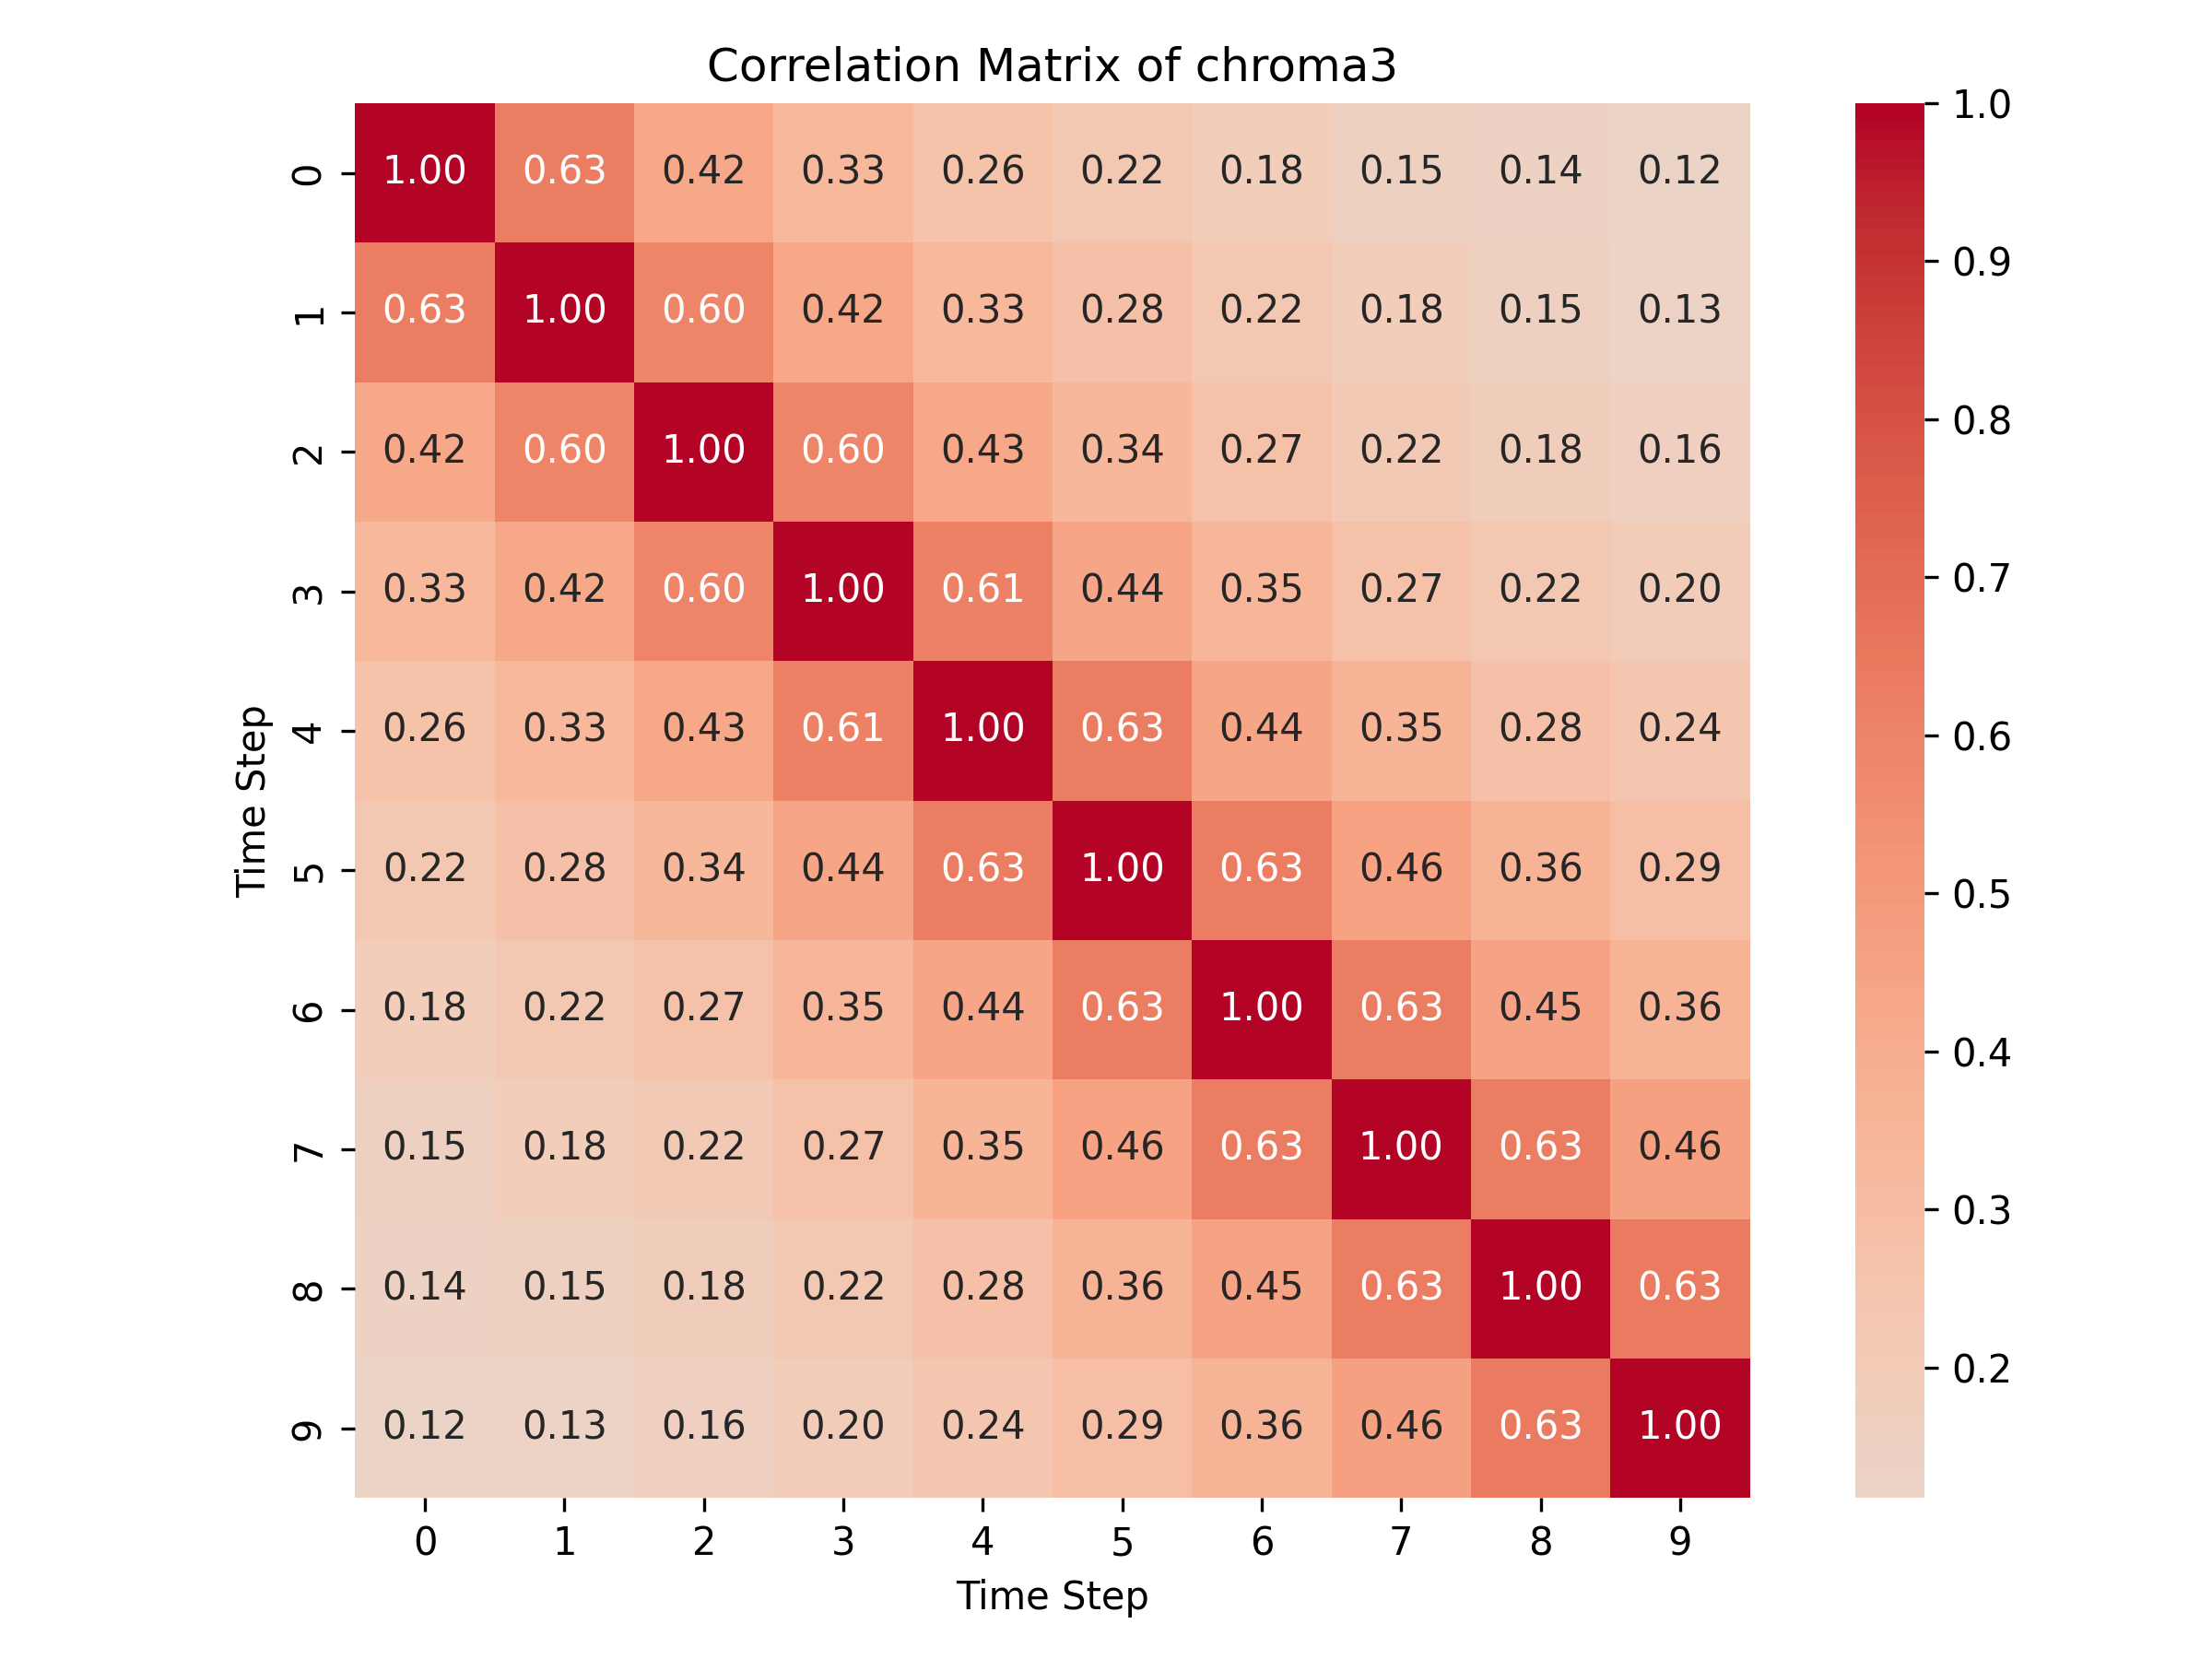 Correlation Matrix of chroma3
0 1.00 0.63 0.42 0.33 0.26 0.22 0.18 0.15 0.14 0.12
1 0.63 1.00 0.60 0.42 0.33 0.28 0.22 0.18 0.15 0.13
2 0.42 0.60 1.00 0.60 0.43 0.34 0.27 0.22 0.18 0.16
3 0.33 0.42 0.60 1.00 0.61 0.44 0.35 0.27 0.22 0.20
4 0.26 0.33 0.43 0.61 1.00 0.63 0.44 0.35 0.28 0.24
5 0.22 0.28 0.34 0.44 0.63 1.00 0.63 0.46 0.36 0.29
6 0.18 0.22 0.27 0.35 0.44 0.63 1.00 0.63 0.45 0.36
7 0.15 0.18 0.22 0.27 0.35 0.46 0.63 1.00 0.63 0.46
8 0.14 0.15 0.18 0.22 0.28 0.36 0.45 0.63 1.00 0.63
9 0.12 0.13 0.16 0.20 0.24 0.29 0.36 0.46 0.63 1.00
0 1 2 3 4 5 6 7 8 9
Time Step
Time Step
1.0
0.9
0.8
0.7
0.6
0.5
0.4
0.3
0.2